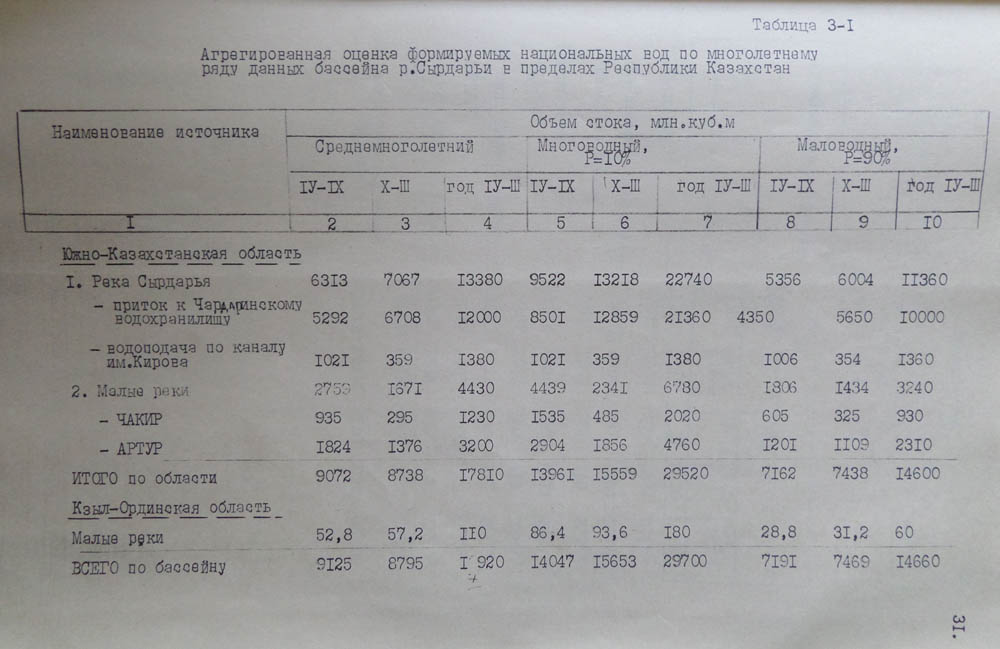 Таблица 3-I
Агрегированная оценка формируемых национальных вод по многолетнему
ряду данных бассейна р.Сырдарьи в пределах Республики Казахстан
Наименование источника Объем стока, млн.куб.м
Среднемноголетний Многоводный, P=I0% Маловодный, P=90%
IУ-IX X-Ш год IУ-Ш IУ-IX X-Ш год IУ-Ш IУ-IX X-Ш год IУ-Ш
I 2 3 4 5 6 7 8 9 I0
Южно-Казахстанская область
I. Река Сырдарья 63I3 7067 I3380 9522 I32I8 22740 5356 6004 II360
- приток к Чардаринскому
водохранилищу 5292 6708 I2000 850I I2859 2I360 4350 5650 I0000
- водоподача по каналу
им.Кирова I02I 359 I380 I02I 359 I380 I006 354 I360
2. Малые реки 2759 I67I 4430 4439 234I 6780 I806 I434 3240
- ЧАКИР 935 295 I230 I535 485 2020 605 325 930
- АРТУР I824 I376 3200 2904 I856 4760 I20I II09 23I0
ИТОГО по области 9072 8738 I78I0 I396I I5559 29520 7I62 7438 I4600
Кзыл-Ординская область
Малые реки 52,8 57,2 II0 86,4 93,6 I80 28,8 3I,2 60
ВСЕГО по бассейну 9I25 8795 I 920 I4047 I5653 29700 7I9I 7469 I4660
7
3I.